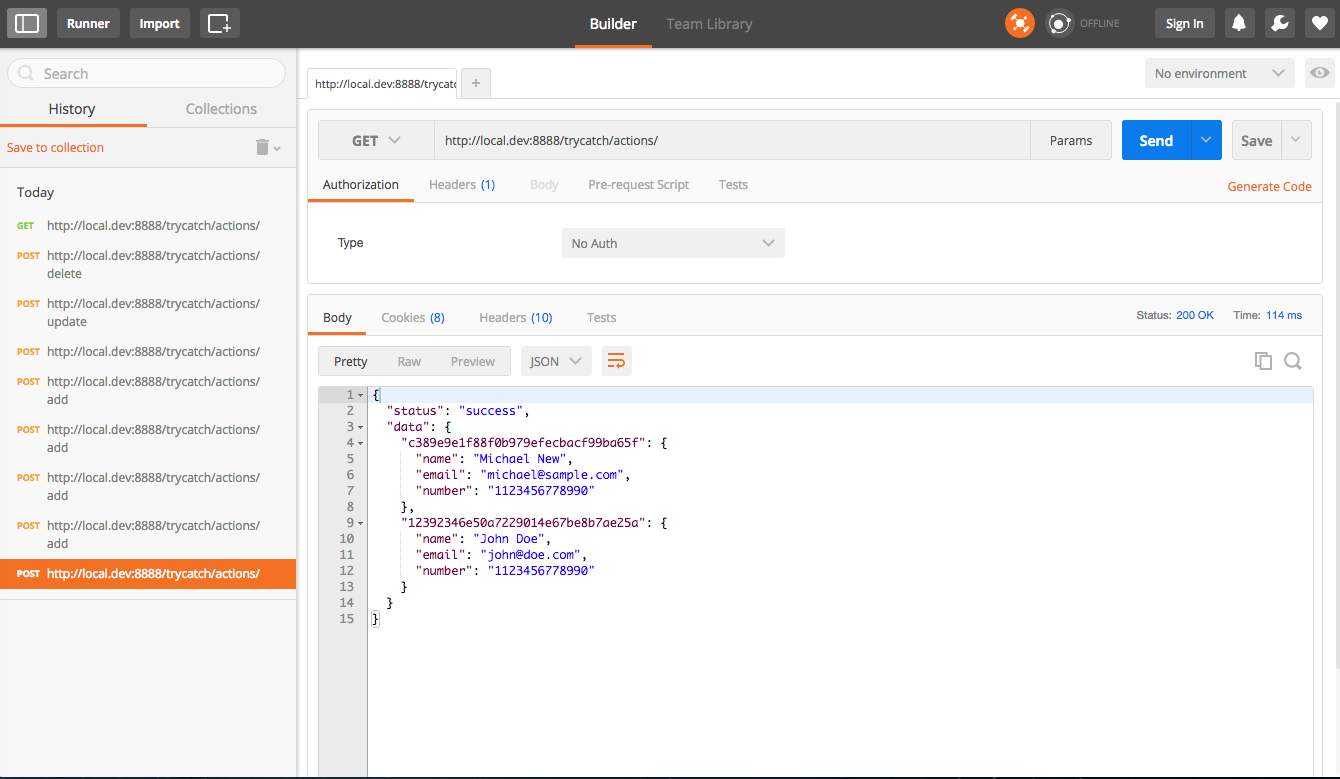 Runner Import Builder Team Library OFFLINE Sign In
Search
History Collections
Save to collection
Today
GET http://local.dev:8888/trycatch/actions/
POST http://local.dev:8888/trycatch/actions/
delete
POST http://local.dev:8888/trycatch/actions/
update
POST http://local.dev:8888/trycatch/actions/
POST http://local.dev:8888/trycatch/actions/
add
POST http://local.dev:8888/trycatch/actions/
add
POST http://local.dev:8888/trycatch/actions/
add
POST http://local.dev:8888/trycatch/actions/
add
POST http://local.dev:8888/trycatch/actions/
http://local.dev:8888/trycatc +
No environment
GET http://local.dev:8888/trycatch/actions/ Params Send Save
Authorization Headers (1) Body Pre-request Script Tests Generate Code
Type No Auth
Body Cookies (8) Headers (10) Tests Status: 200 OK Time: 114 ms
Pretty Raw Preview JSON
1 {
2 "status": "success",
3 "data": {
4 "c389e9e1f88f0b979efecbacf99ba65f": {
5 "name": "Michael New",
6 "email": "michael@sample.com",
7 "number": "1123456778990"
8 },
9 "12392346e50a7229014e67be8b7ae25a": {
10 "name": "John Doe",
11 "email": "john@doe.com",
12 "number": "1123456778990"
13 }
14 }
15 }